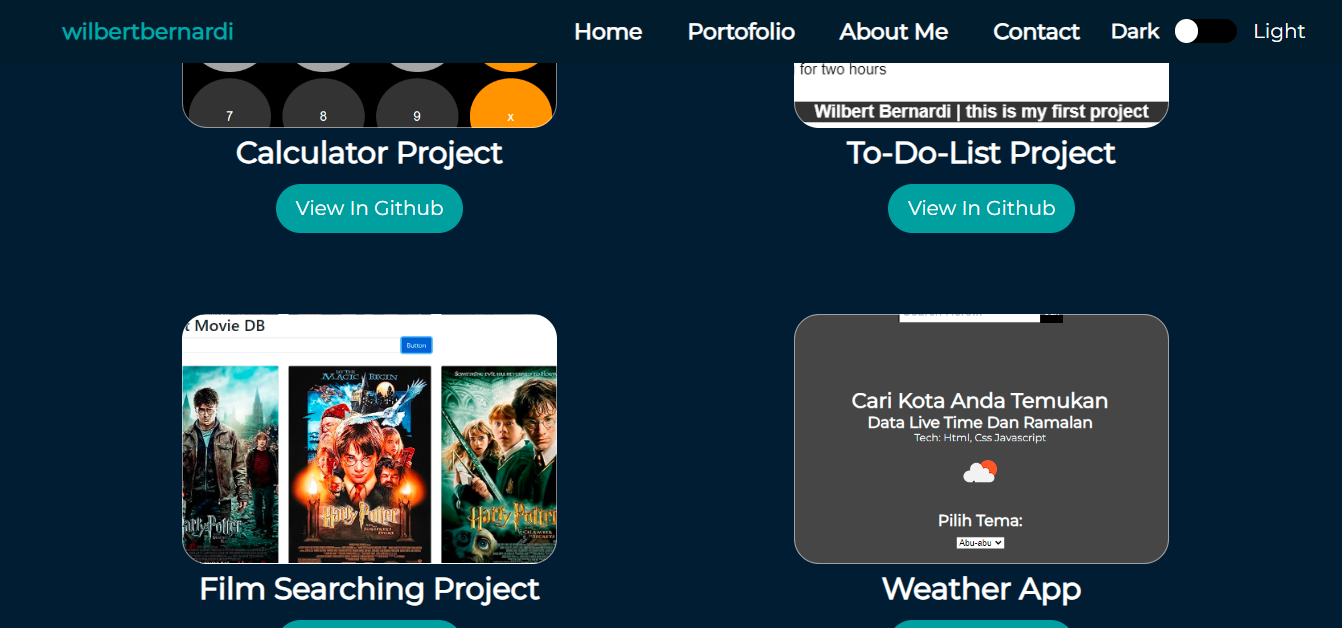 wilbertbernardi
Home Portofolio About Me Contact Dark Light
7 8 9 x
for two hours
Wilbert Bernardi | this is my first project
Calculator Project
To-Do-List Project
View In Github
View In Github
t Movie DB
Button
MAGIC BEGIN
Harry Potter
Harry Potter
Cari Kota Anda Temukan
Data Live Time Dan Ramalan
Tech: Html, Css Javascript
Pilih Tema:
Abu-abu
Film Searching Project
Weather App